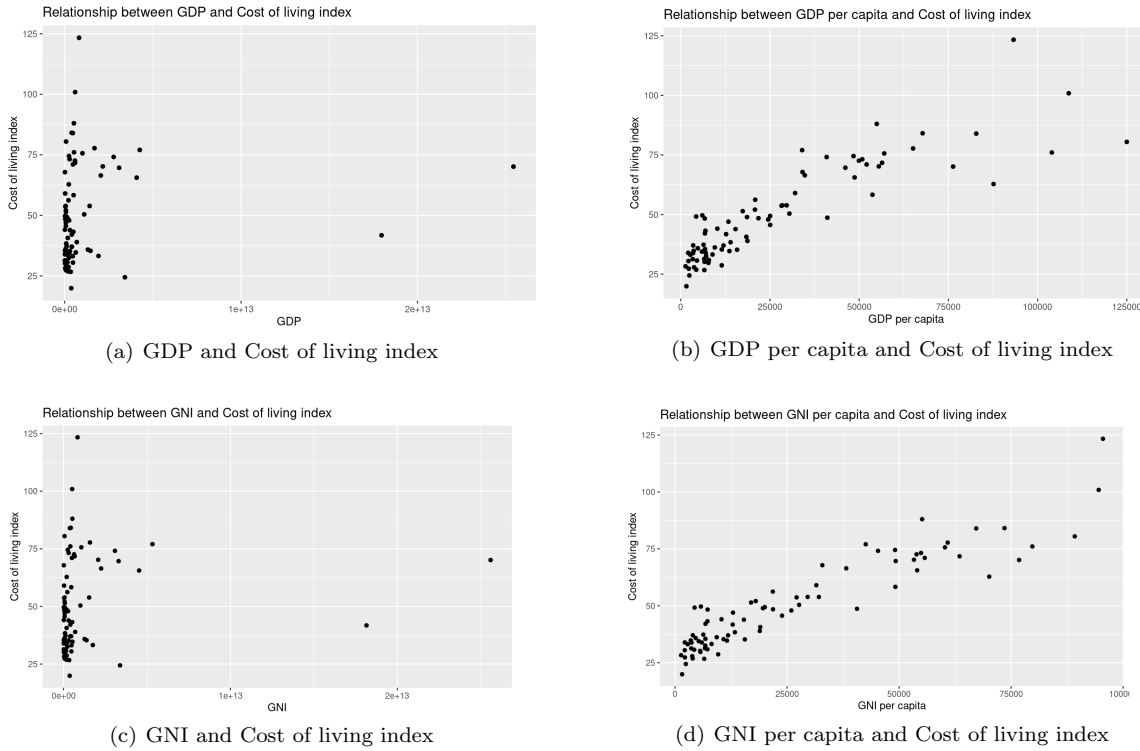 Relationship between GDP and Cost of living index
125
100
75
50
25
Cost of living index
0e+00 1e+13 2e+13
GDP
(a) GDP and Cost of living index
Relationship between GDP per capita and Cost of living index
125
100
75
50
25
Cost of living index
0 25000 50000 75000 100000 125000
GDP per capita
(b) GDP per capita and Cost of living index
Relationship between GNI and Cost of living index
125
100
75
50
25
Cost of living index
0e+00 1e+13 2e+13
GNI
(c) GNI and Cost of living index
Relationship between GNI per capita and Cost of living index
125
100
75
50
25
Cost of living index
0 25000 50000 75000 10000
GNI per capita
(d) GNI per capita and Cost of living index